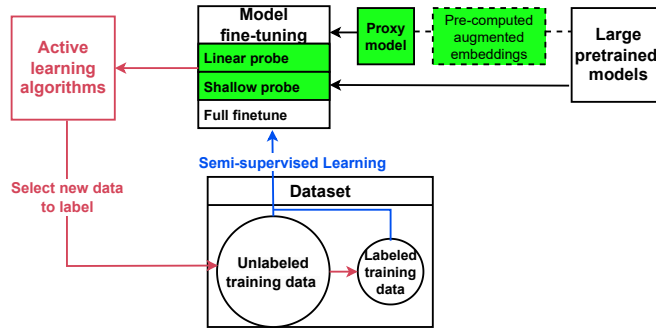 Active
learning
algorithms
Model
fine-tuning
Linear probe
Shallow probe
Full finetune
Proxy
model
Pre-computed
augmented
embeddings
Large
pretrained
models
Semi-supervised Learning
Select new data
to label
Dataset
Unlabeled
training data
Labeled
training
data